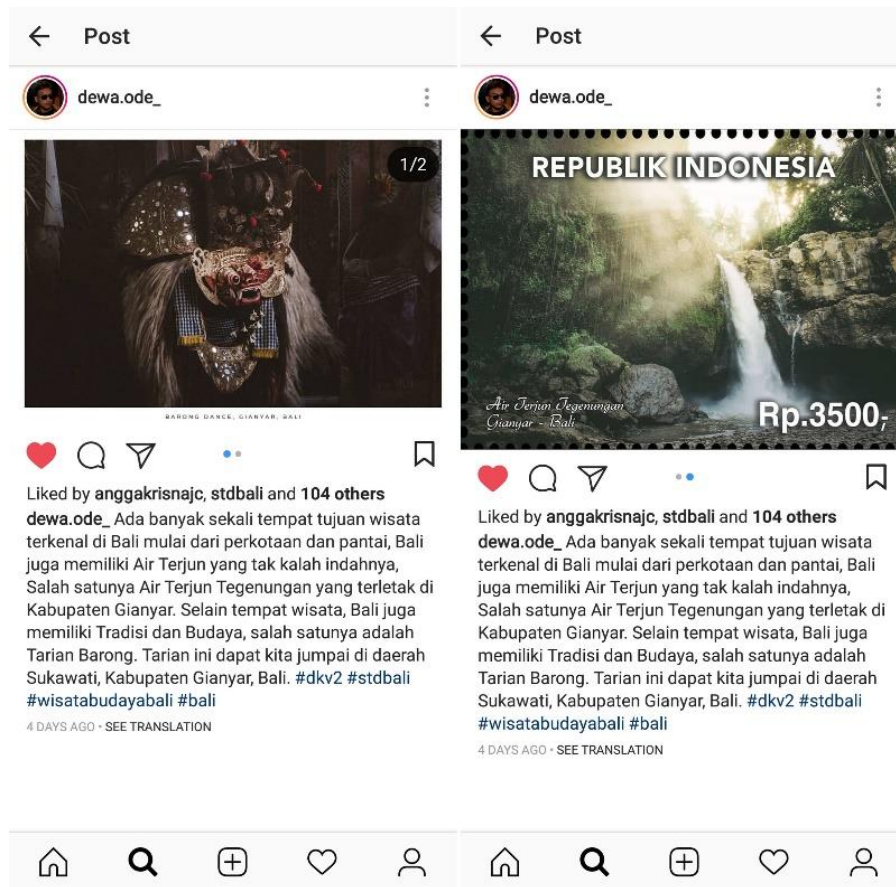 Post
dewa.ode_
1/2
BARONG DANCE, GIANYAR, BALI
Liked by anggakrisnajc, stdbali and 104 others
dewa.ode_ Ada banyak sekali tempat tujuan wisata
terkenal di Bali mulai dari perkotaan dan pantai, Bali
juga memiliki Air Terjun yang tak kalah indahnya,
Salah satunya Air Terjun Tegenungan yang terletak di
Kabupaten Gianyar. Selain tempat wisata, Bali juga
memiliki Tradisi dan Budaya, salah satunya adalah
Tarian Barong. Tarian ini dapat kita jumpai di daerah
Sukawati, Kabupaten Gianyar, Bali. #dkv2 #stdbali
#wisatabudayabali #bali
4 DAYS AGO • SEE TRANSLATION
Post
dewa.ode_
REPUBLIK INDONESIA
Air Terjun Tegenungan
Gianyar - Bali
Rp.3500,-
Liked by anggakrisnajc, stdbali and 104 others
dewa.ode_ Ada banyak sekali tempat tujuan wisata
terkenal di Bali mulai dari perkotaan dan pantai, Bali
juga memiliki Air Terjun yang tak kalah indahnya,
Salah satunya Air Terjun Tegenungan yang terletak di
Kabupaten Gianyar. Selain tempat wisata, Bali juga
memiliki Tradisi dan Budaya, salah satunya adalah
Tarian Barong. Tarian ini dapat kita jumpai di daerah
Sukawati, Kabupaten Gianyar, Bali. #dkv2 #stdbali
#wisatabudayabali #bali
4 DAYS AGO • SEE TRANSLATION